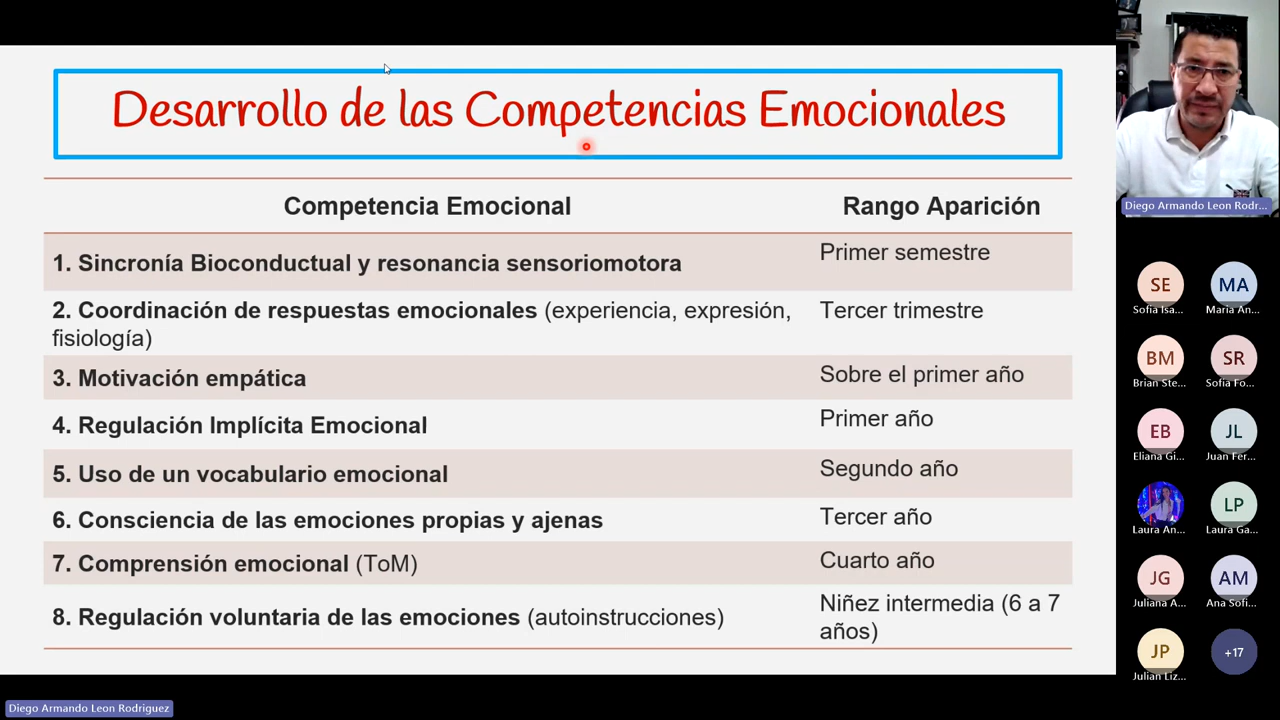 Desarrollo de las Competencias Emocionales
Competencia Emocional
Rango Aparición
1. Sincronía Bioconductual y resonancia sensoriomotora
Primer semestre
2. Coordinación de respuestas emocionales (experiencia, expresión,
fisiología)
Tercer trimestre
3. Motivación empática
Sobre el primer año
4. Regulación Implícita Emocional
Primer año
5. Uso de un vocabulario emocional
Segundo año
6. Consciencia de las emociones propias y ajenas
Tercer año
7. Comprensión emocional (ToM)
Cuarto año
8. Regulación voluntaria de las emociones (autoinstrucciones)
Niñez intermedia (6 a 7
años)
Diego Armando Leon Rodr...
SE
Sofia Isa...
MA
Maria An...
BM
Brian Ste...
SR
Sofia Fo...
EB
Eliana Gi...
JL
Juan Fer...
Laura An...
LP
Laura Ga...
JG
Juliana A...
AM
Ana Sofi...
JP
Julian Liz...
+17
Diego Armando Leon Rodriguez